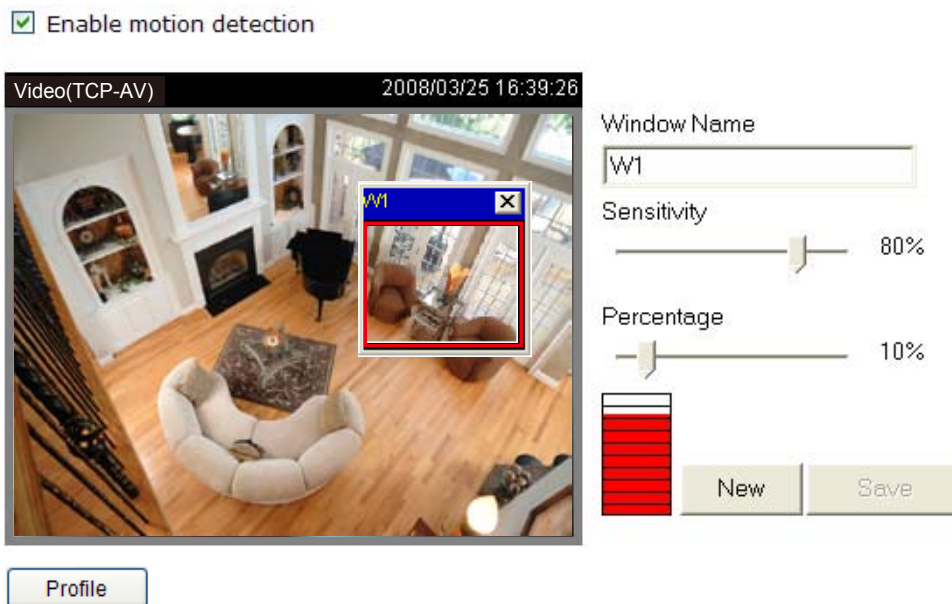 Enable motion detection
Video(TCP-AV) 2008/03/25 16:39:26
Window Name
W1
W1
Sensitivity
80%
Percentage
10%
New Save
Profile